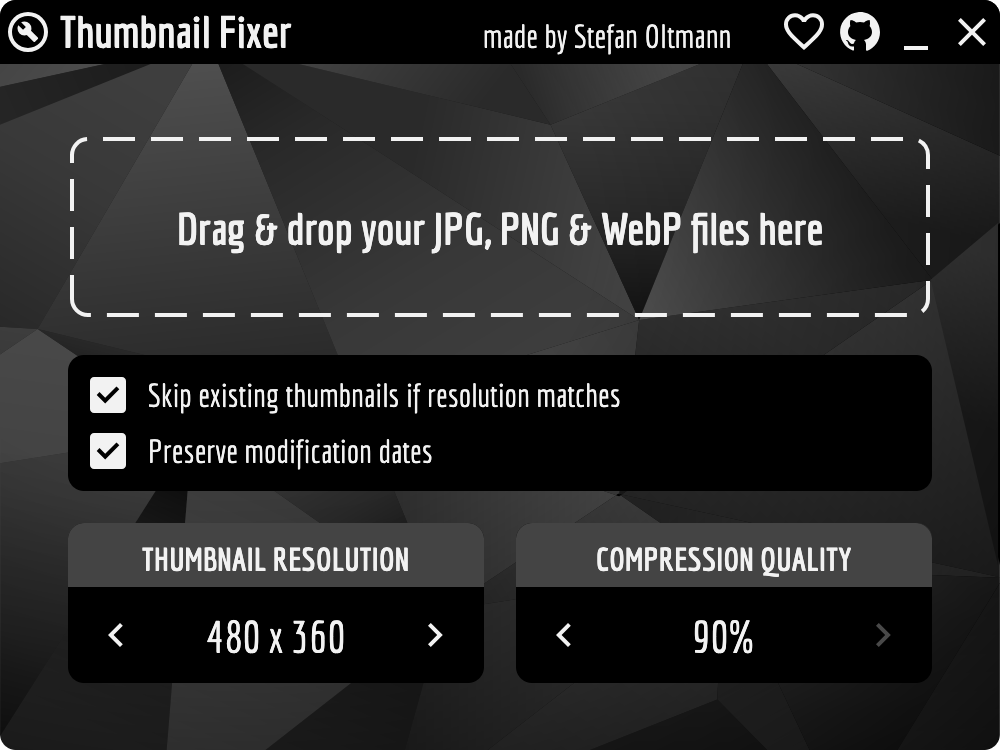 Thumbnail Fixer
made by Stefan Oltmann
Drag & drop your JPG, PNG & WebP files here
Skip existing thumbnails if resolution matches
Preserve modification dates
THUMBNAIL RESOLUTION
COMPRESSION QUALITY
480 x 360
90%